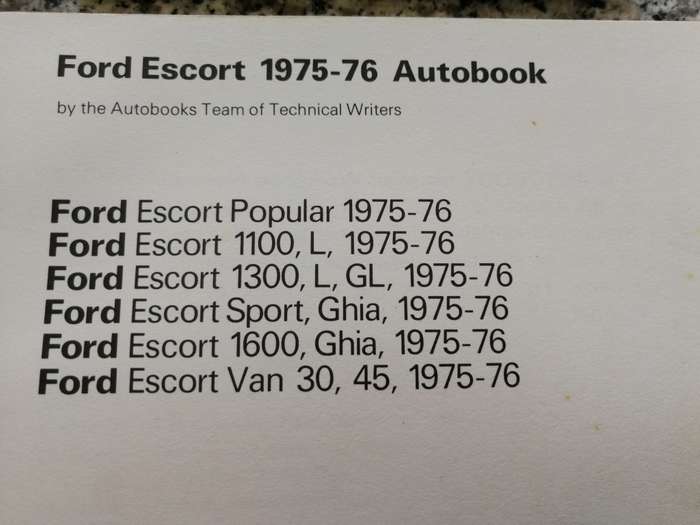 Ford Escort 1975-76 Autobook
by the Autobooks Team of Technical Writers
Ford Escort Popular 1975-76
Ford Escort 1100, L, 1975-76
Ford Escort 1300, L, GL, 1975-76
Ford Escort Sport, Ghia, 1975-76
Ford Escort 1600, Ghia, 1975-76
Ford Escort Van 30, 45, 1975-76